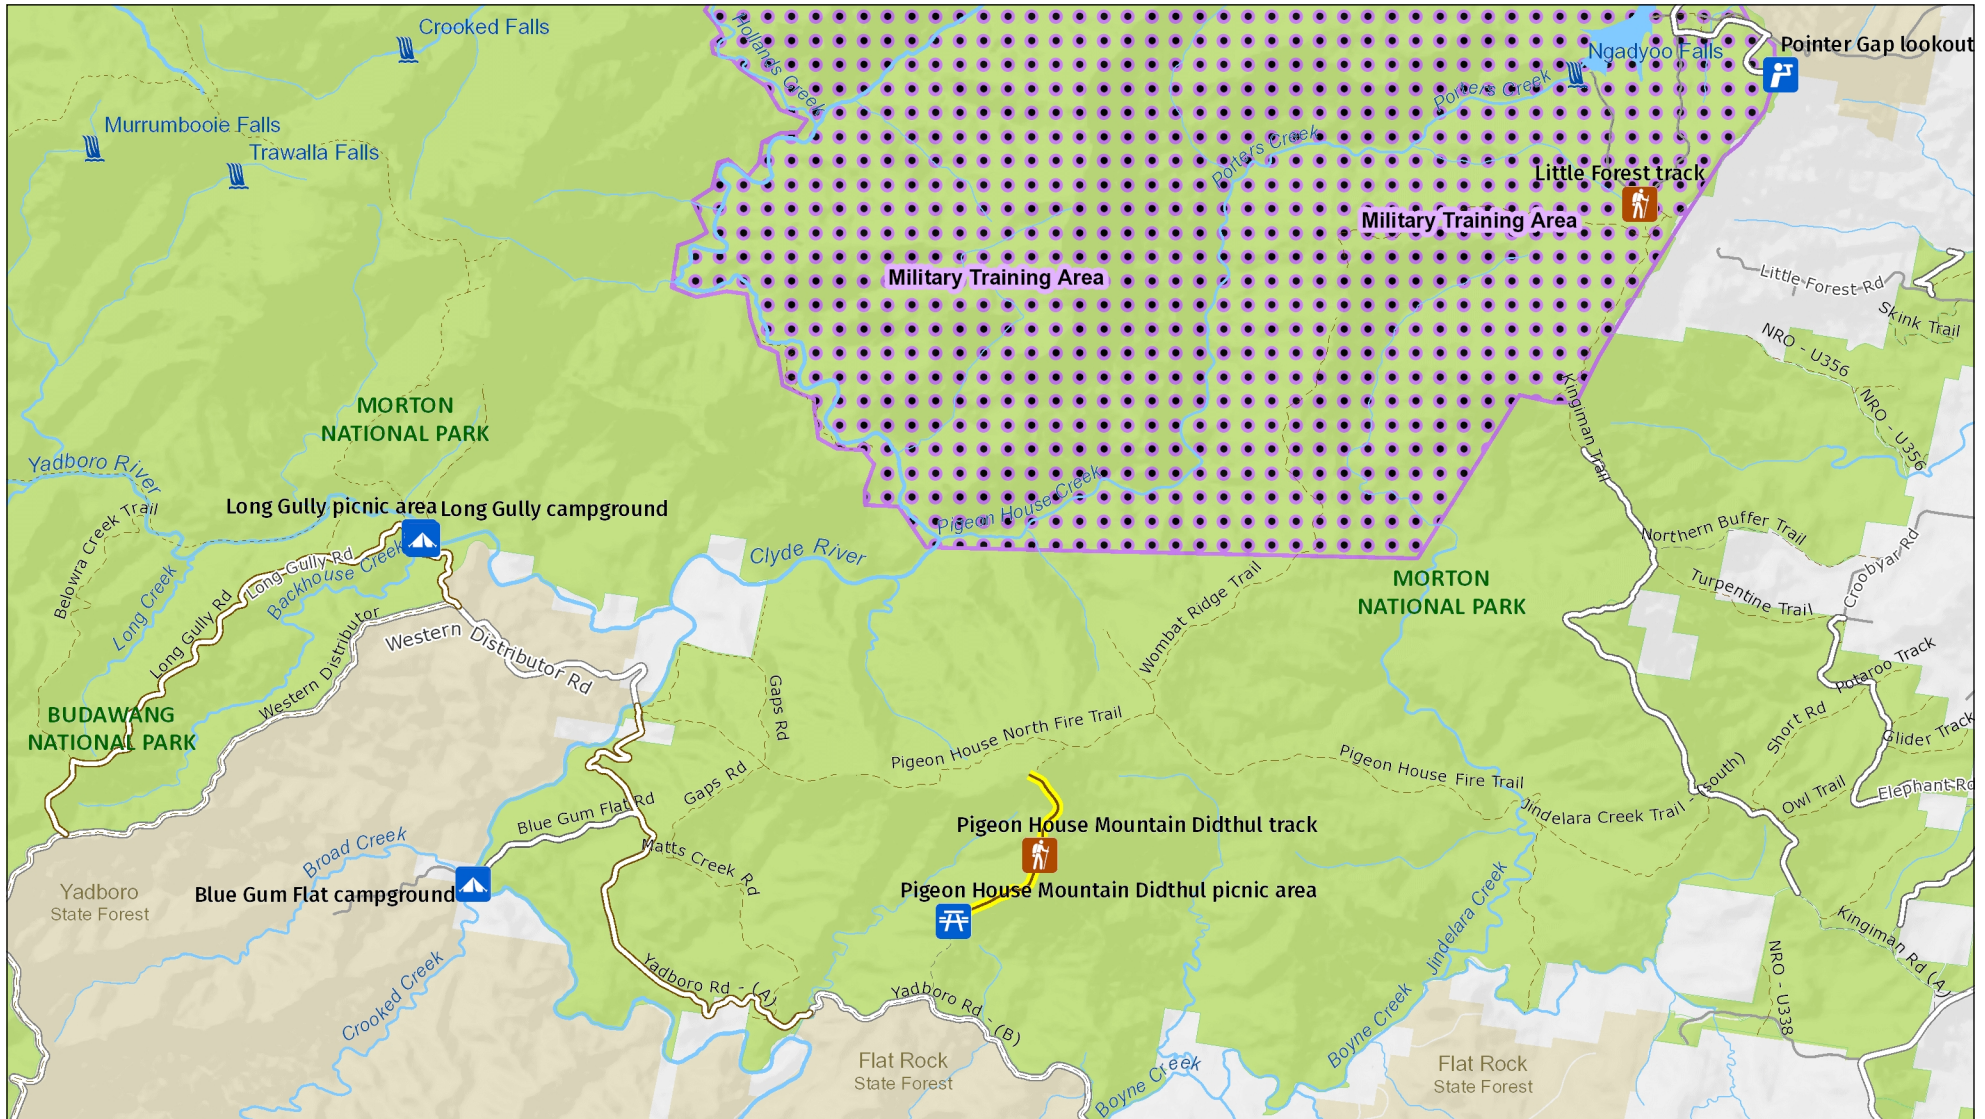 Crooked Falls
Hollands Creek
Ngadyoo Falls
Pointer Gap lookout
Porters Creek
Murrumbooie Falls
Trawalla Falls
Porters Creek
Little Forest track
Military Training Area
Military Training Area
Little Forest Rd
Skink Trail
NRO - U356
Kingiman Trail
NRO - U356
MORTON
NATIONAL PARK
Yadboro River
Long Gully picnic area
Long Gully campground
Belowra Creek Trail
Pigeon House Creek
Northern Buffer Trail
Croobyar Rd
Clyde River
Long Gully Rd
Backhouse Creek
Long Creek
Long Gully Rd
Western Distributor
Western Distributor Rd
Wombat Ridge Trail
MORTON
NATIONAL PARK
Turpentine Trail
Potaroo Track
BUDAWANG
NATIONAL PARK
Gaps Rd
Pigeon House North Fire Trail
Short Rd
Glider Track
Pigeon House Fire Trail
Gaps Rd
Blue Gum Flat Rd
Jindelara Creek Trail - (south)
Owl Trail
Elephant Rd
Pigeon House Mountain Didthul track
Broad Creek
Matts Creek Rd
Yadboro
State Forest
Blue Gum Flat campground
Pigeon House Mountain Didthul picnic area
Jindelara Creek
Kingiman Rd (A)
NRO - U338
Crooked Creek
Yadboro Rd - (A)
Yadboro Rd - (B)
Boyne Creek
Flat Rock
State Forest
Boyne Creek
Flat Rock
State Forest